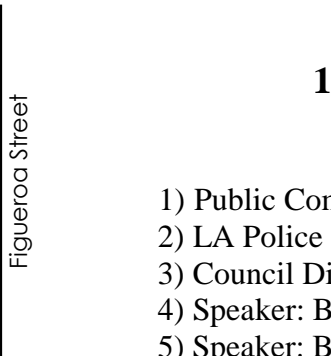 Figueroa Street
1
1) Public Con
2) LA Police
3) Council Di
4) Speaker: B
5) Speaker: B